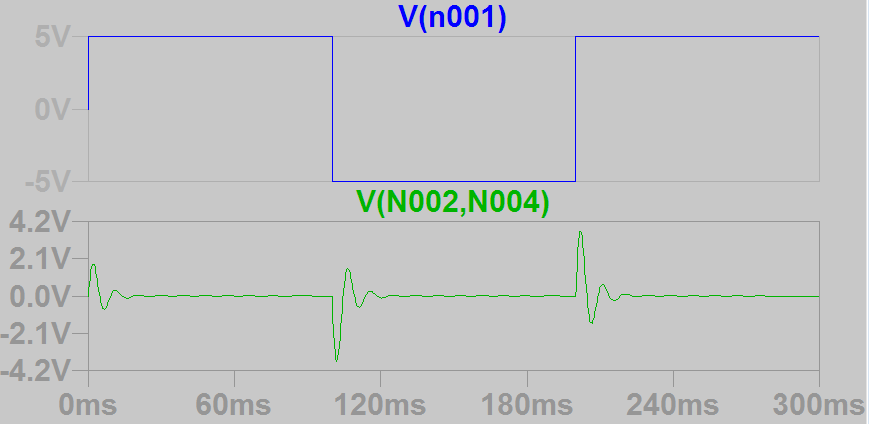 V(n001)
5V
0V
-5V
V(N002,N004)
4.2V
2.1V
0.0V
-2.1V
-4.2V
0ms 60ms 120ms 180ms 240ms 300ms